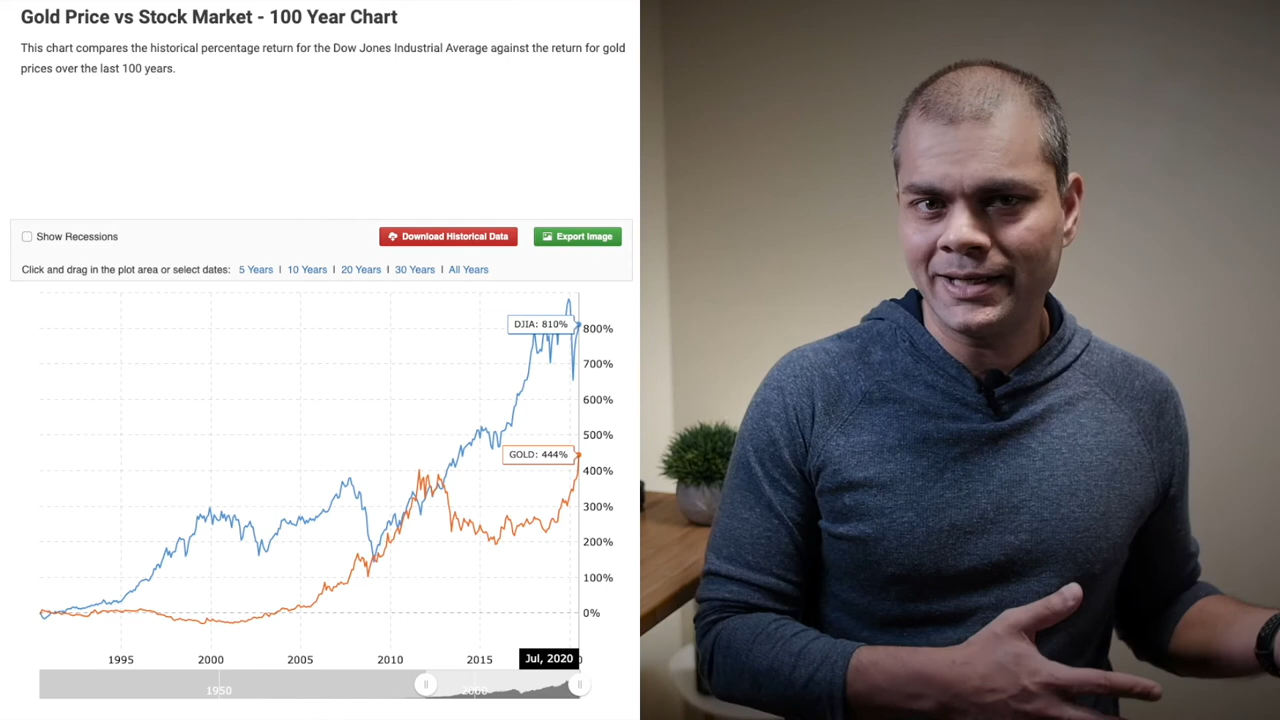 Gold Price vs Stock Market - 100 Year Chart
This chart compares the historical percentage return for the Dow Jones Industrial Average against the return for gold
prices over the last 100 years.
Show Recessions
Download Historical Data
Export Image
Click and drag in the plot area or select dates: 5 Years | 10 Years | 20 Years | 30 Years | All Years
DJIA: 810%
800%
700%
600%
500%
GOLD: 444%
400%
300%
200%
100%
0%
1995 2000 2005 2010 2015 Jul, 2020
1950 2000